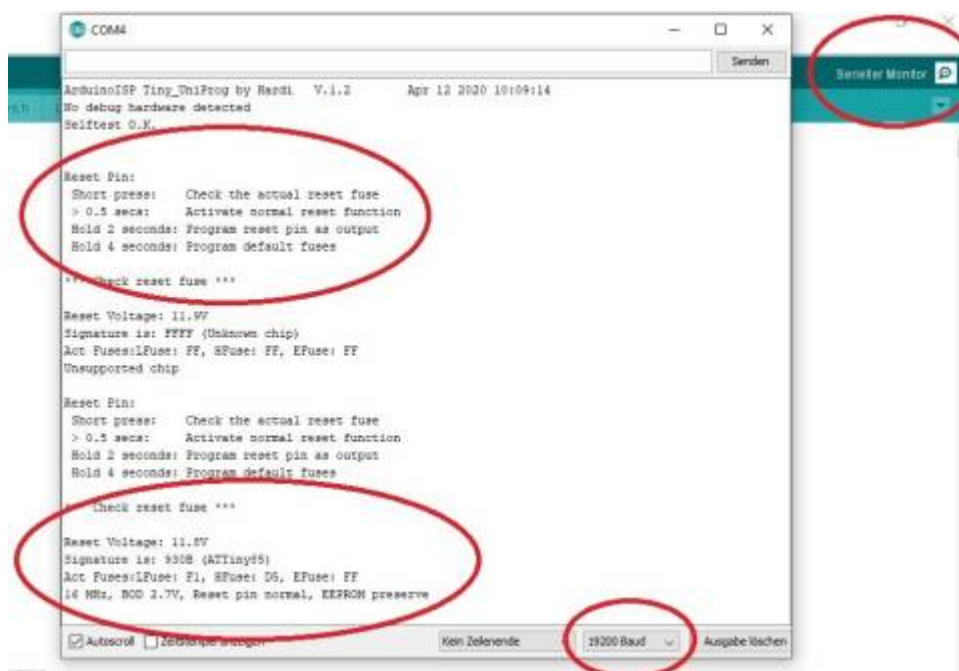 COM4
Senden
Serieller Monitor
ArduinoISP Tiny_UniProg by Hardi V.1.2 Apr 12 2020 10:09:14
No debug hardware detected
Selftest O.K.
Reset Pin:
Short press: Check the actual reset fuse
> 0.5 secs: Activate normal reset function
Hold 2 seconds: Program reset pin as output
Hold 4 seconds: Program default fuses
*** Check reset fuse ***
Reset Voltage: 11.9V
Signature is: FFFF (Unknown chip)
Act Fuses:LFuse: FF, HFuse: FF, EFuse: FF
Unsupported chip
Reset Pin:
Short press: Check the actual reset fuse
> 0.5 secs: Activate normal reset function
Hold 2 seconds: Program reset pin as output
Hold 4 seconds: Program default fuses
Check reset fuse ***
Reset Voltage: 11.8V
Signature is: 930B (ATTiny85)
Act Fuses:LFuse: F1, HFuse: D5, EFuse: FF
16 MHz, BOD 2.7V, Reset pin normal, EEPROM preserve
Autoscroll Zeitstempel anzeigen Kein Zeilenende 19200 Baud Ausgabe löschen